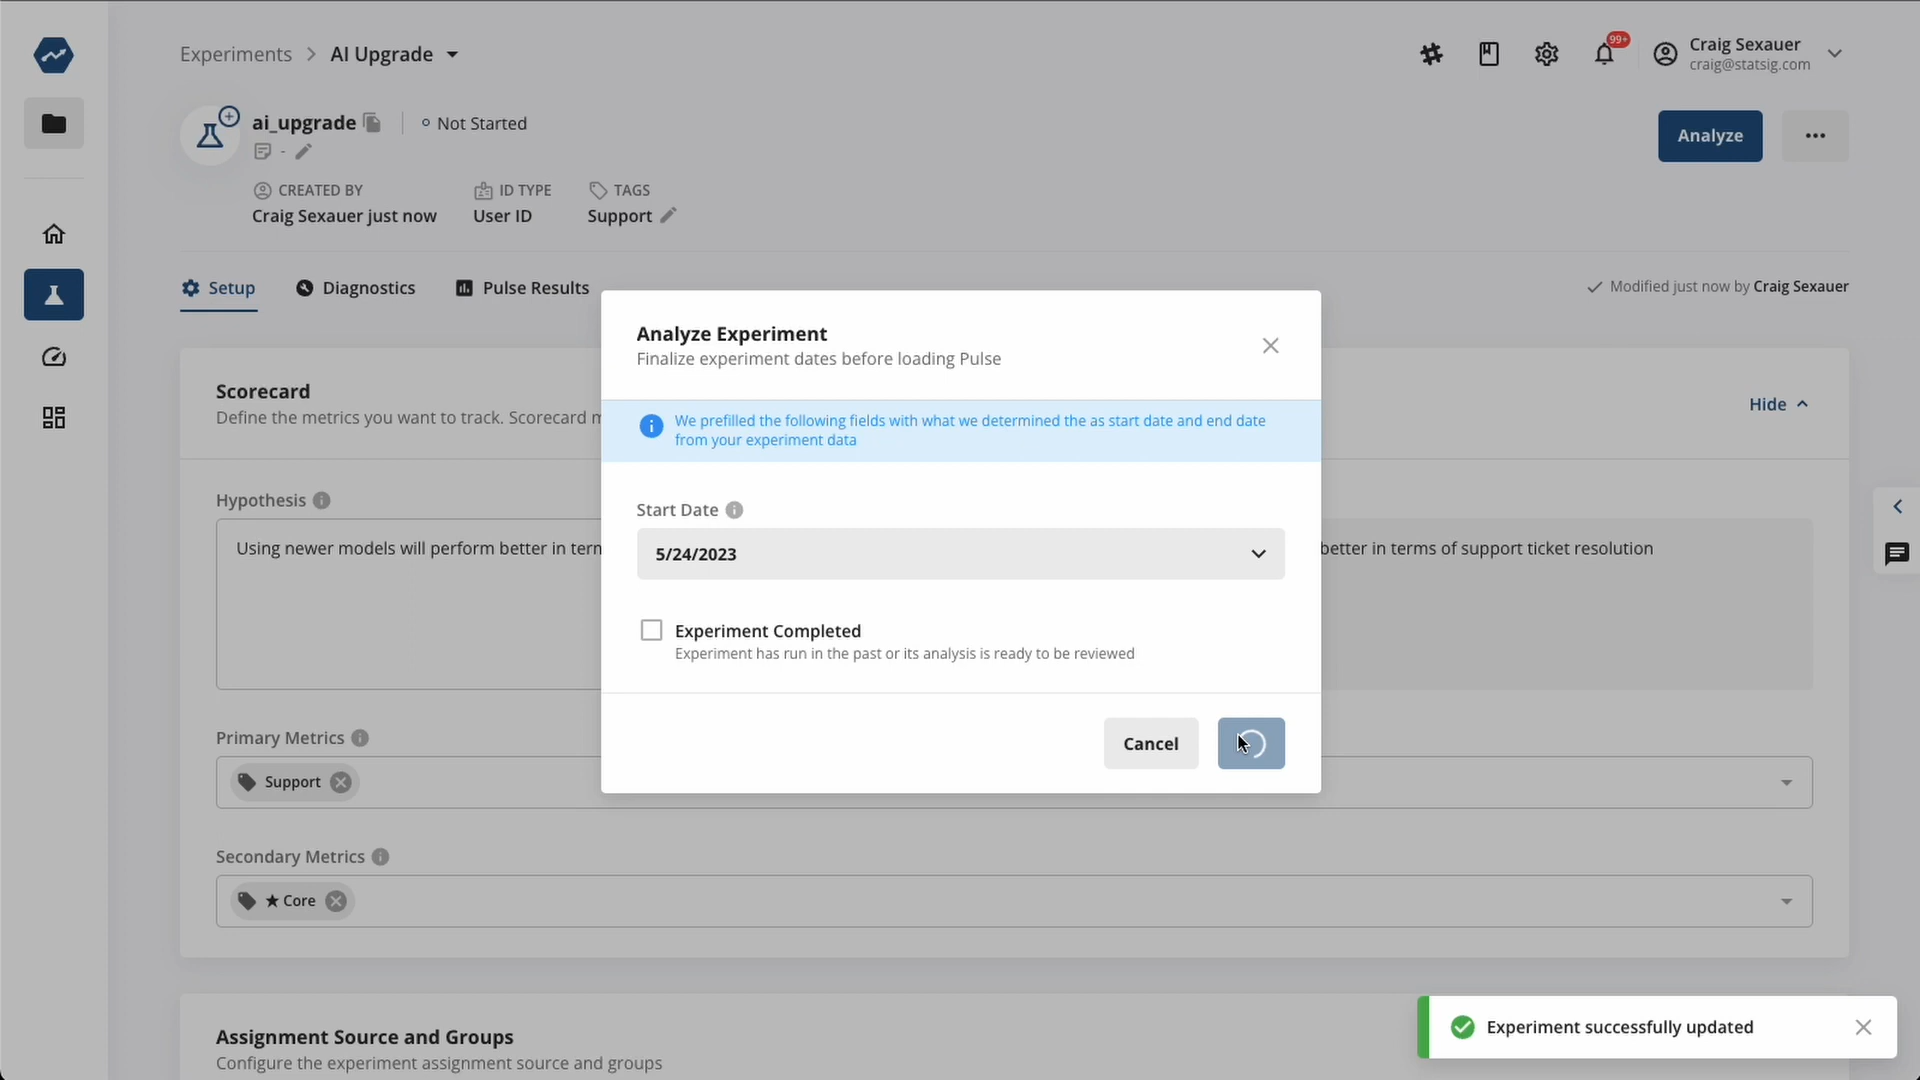 Experiments > AI Upgrade
99+
Craig Sexauer
craig@statsig.com
ai_upgrade
Not Started
-
Analyze
CREATED BY
Craig Sexauer just now
ID TYPE
User ID
TAGS
Support
Setup
Diagnostics
Pulse Results
Modified just now by Craig Sexauer
Scorecard
Define the metrics you want to track. Scorecard
Hide
Hypothesis
Using newer models will perform better in
better in terms of support ticket resolution
Primary Metrics
Support
Secondary Metrics
★ Core
Assignment Source and Groups
Configure the experiment assignment source and groups
Analyze Experiment
Finalize experiment dates before loading Pulse
We prefilled the following fields with what we determined the as start date and end date
from your experiment data
Start Date
5/24/2023
Experiment Completed
Experiment has run in the past or its analysis is ready to be reviewed
Cancel
Experiment successfully updated